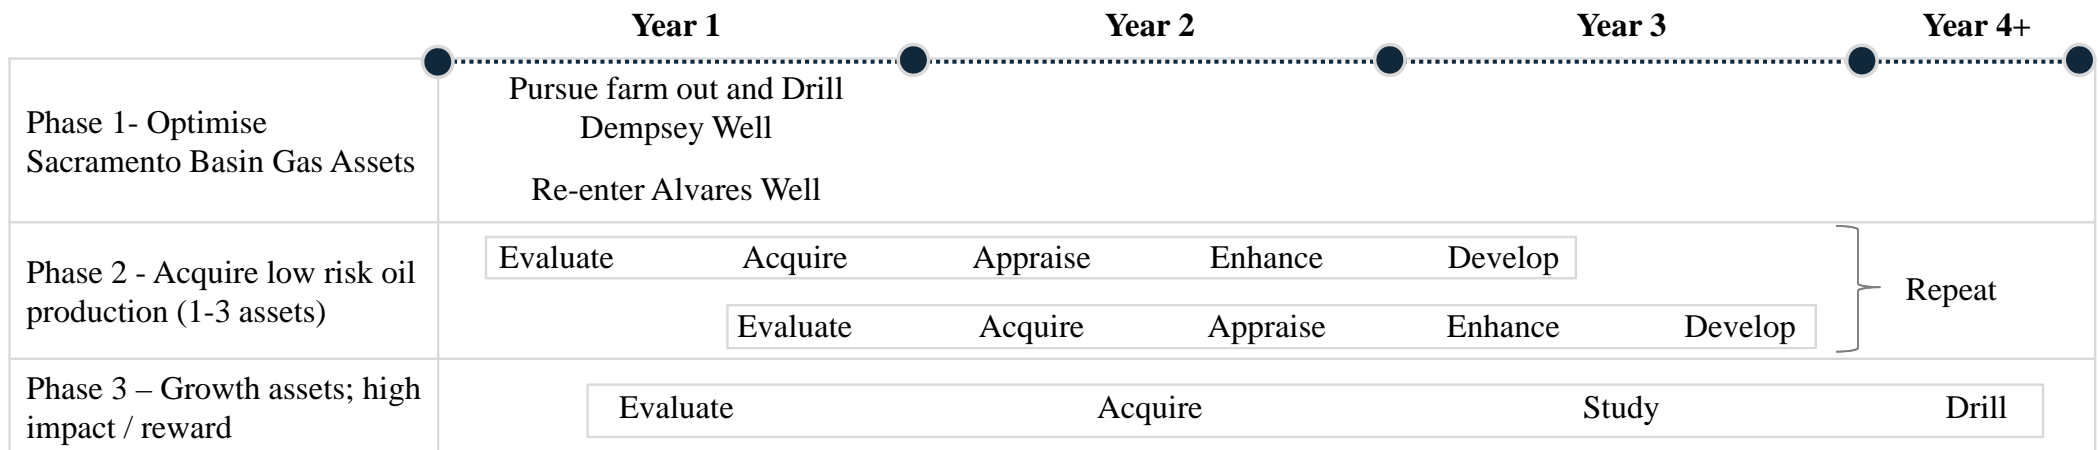 Year 1 Year 2 Year 3 Year 4+
Phase 1- Optimise
Sacramento Basin Gas Assets
Pursue farm out and Drill
Dempsey Well
Re-enter Alvares Well
Phase 2 - Acquire low risk oil
production (1-3 assets)
Evaluate Acquire Appraise Enhance Develop
Evaluate Acquire Appraise Enhance Develop
Repeat
Phase 3 – Growth assets; high
impact / reward
Evaluate Acquire Study Drill